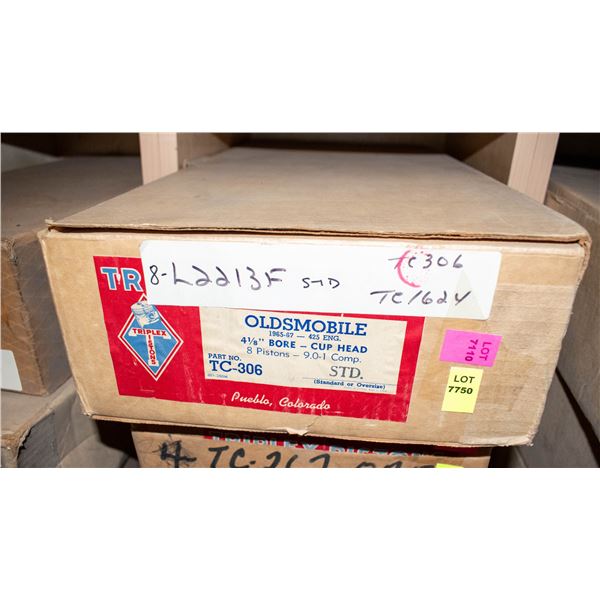 8-L2213F STD
TC306
TC1624
TR
TRIPLEX
PISTONS
OLDSMOBILE
1965-67 — 425 ENG.
4⅛" BORE — CUP HEAD
8 Pistons — 9.0-1 Comp.
PART NO.
TC-306
STD.
(Standard or Oversize)
Pueblo, Colorado
LOT
7110
LOT
7750
4 TC-267